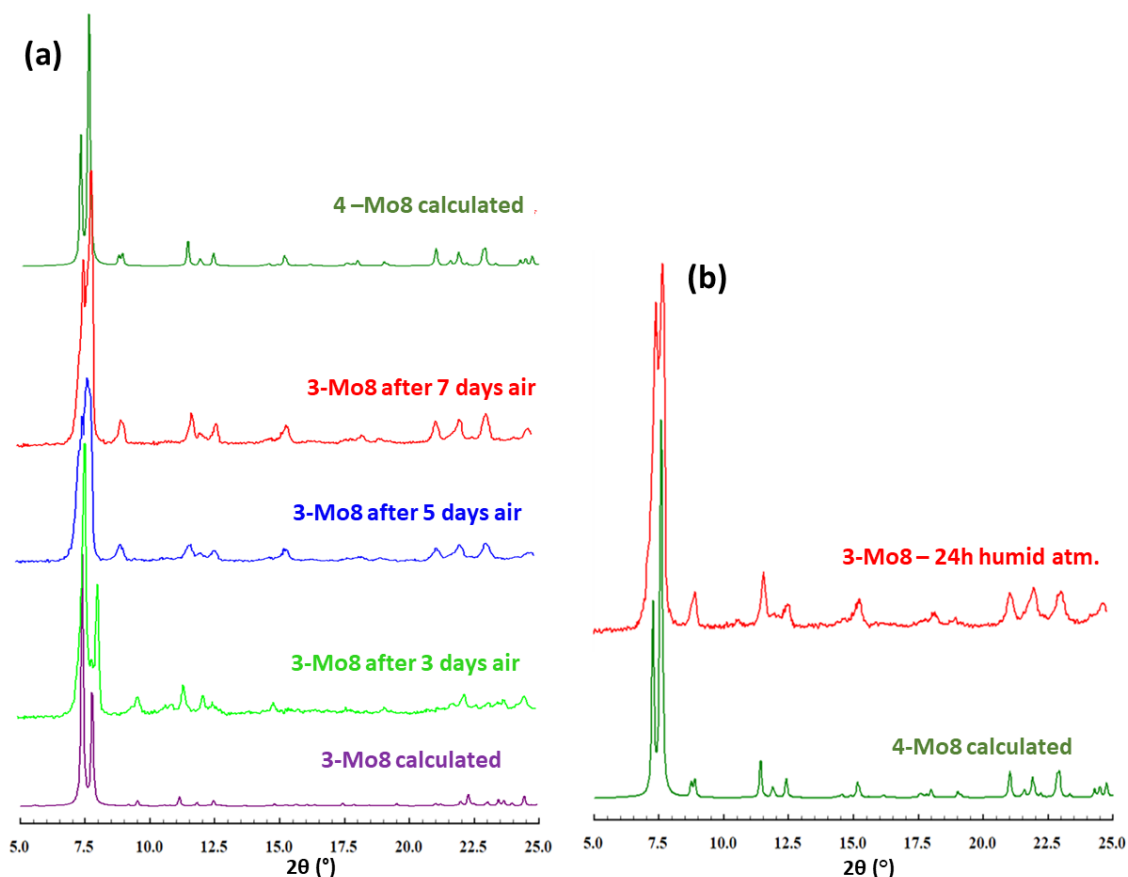 (a)
4 –Mo8 calculated
3-Mo8 after 7 days air
3-Mo8 after 5 days air
3-Mo8 after 3 days air
3-Mo8 calculated
5.0 7.5 10.0 12.5 15.0 17.5 20.0 22.5 25.0
2θ (°)
(b)
3-Mo8 – 24h humid atm.
4-Mo8 calculated
5.0 7.5 10.0 12.5 15.0 17.5 20.0 22.5 25.0
2θ (°)